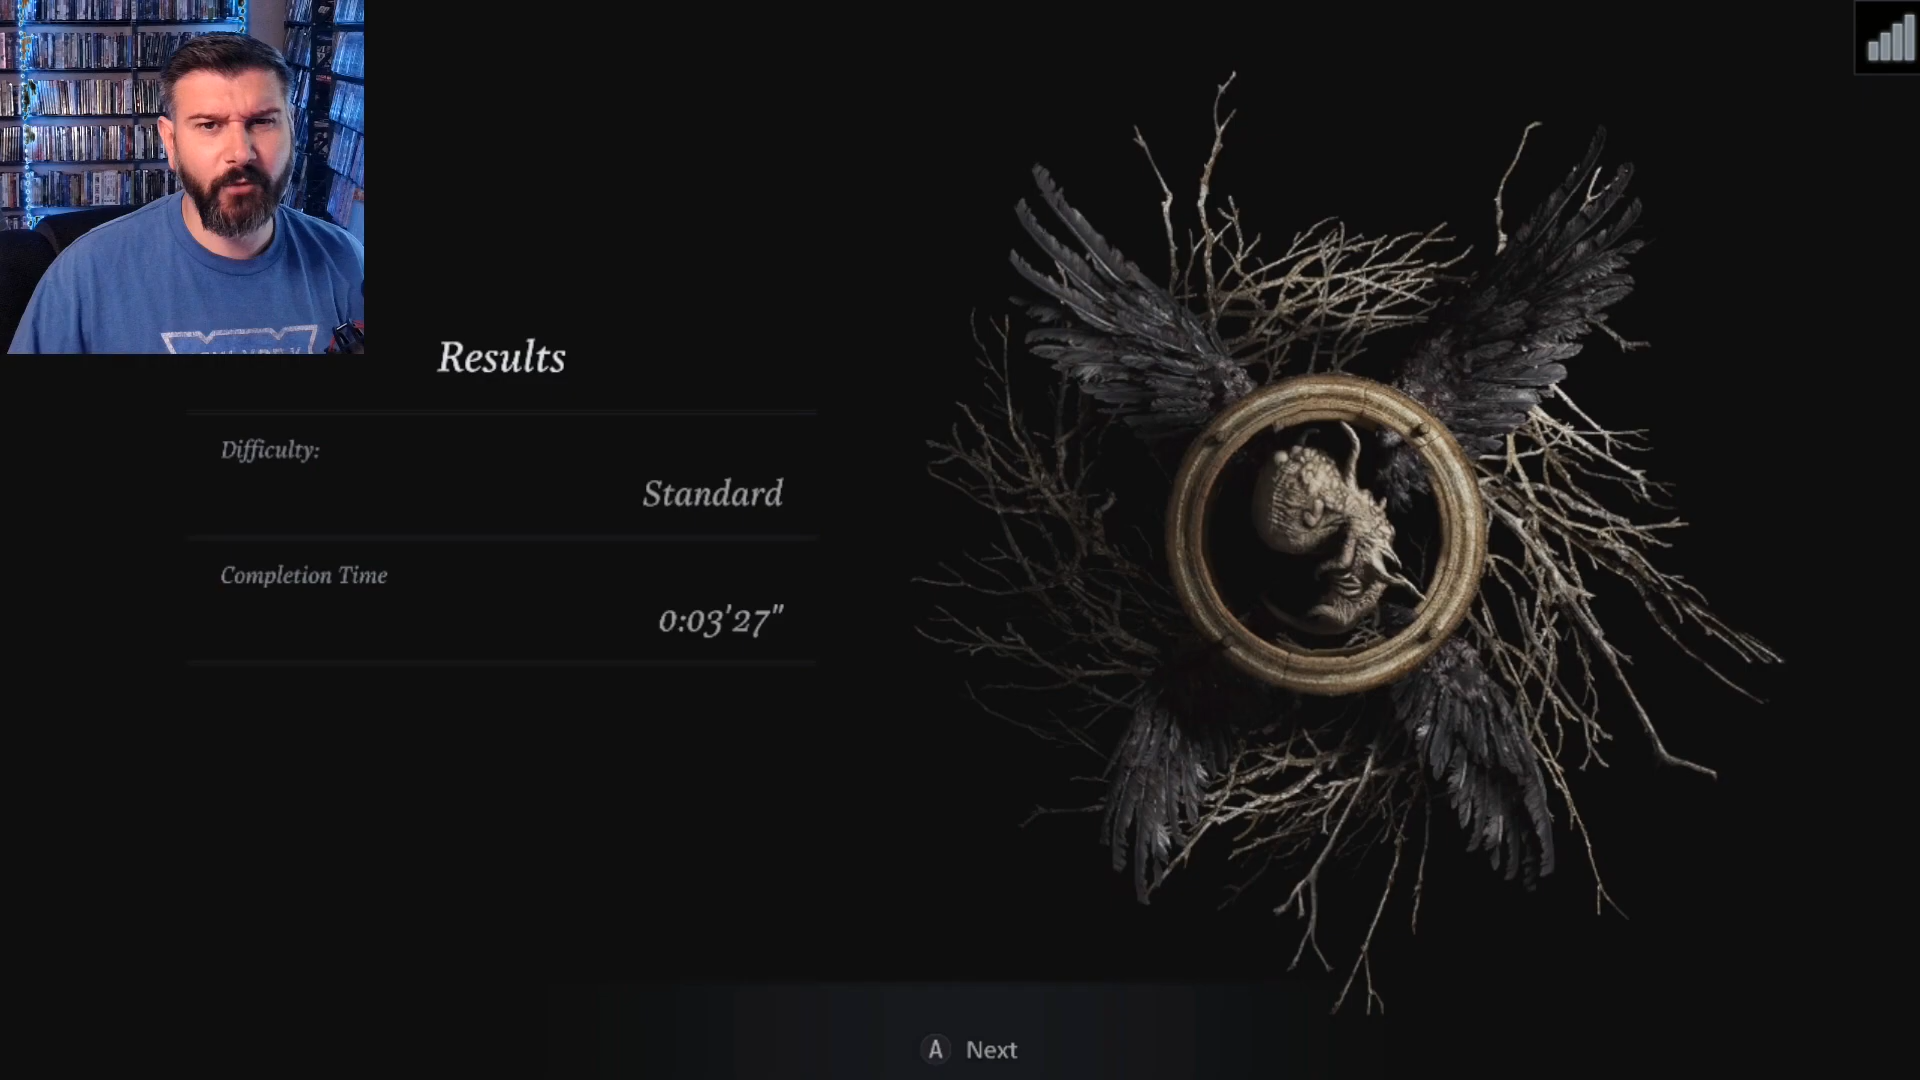 Results
Difficulty:
Standard
Completion Time
0:03'27"
A Next